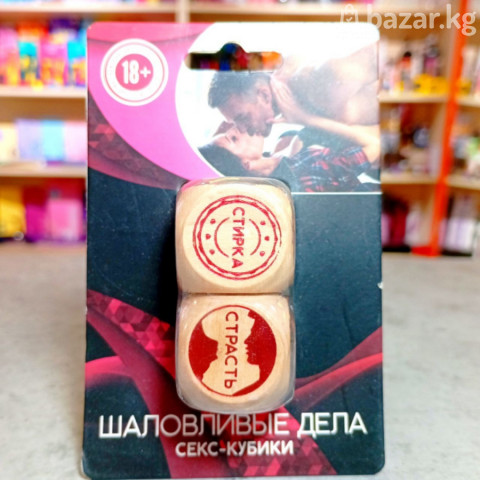 bazar.kg
18+
СТИРКА
СТРАСТЬ
ШАЛОВЛИВЫЕ ДЕЛА
СЕКС-КУБИКИ